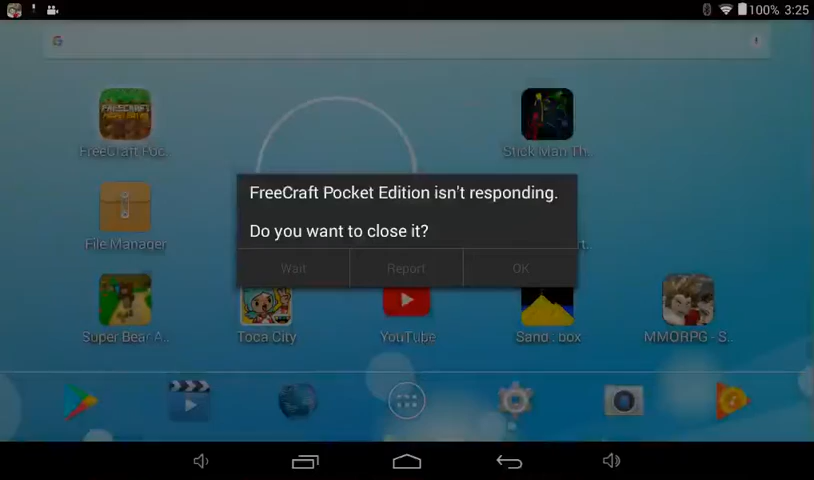 100% 3:25
FreeCraft Poc..
Stick Man Th..
FreeCraft Pocket Edition isn't responding.
Do you want to close it?
File Manager
Wait Report OK
Super Bear A..
Toca City
YouTube
Sand:box
MMORPG - S..